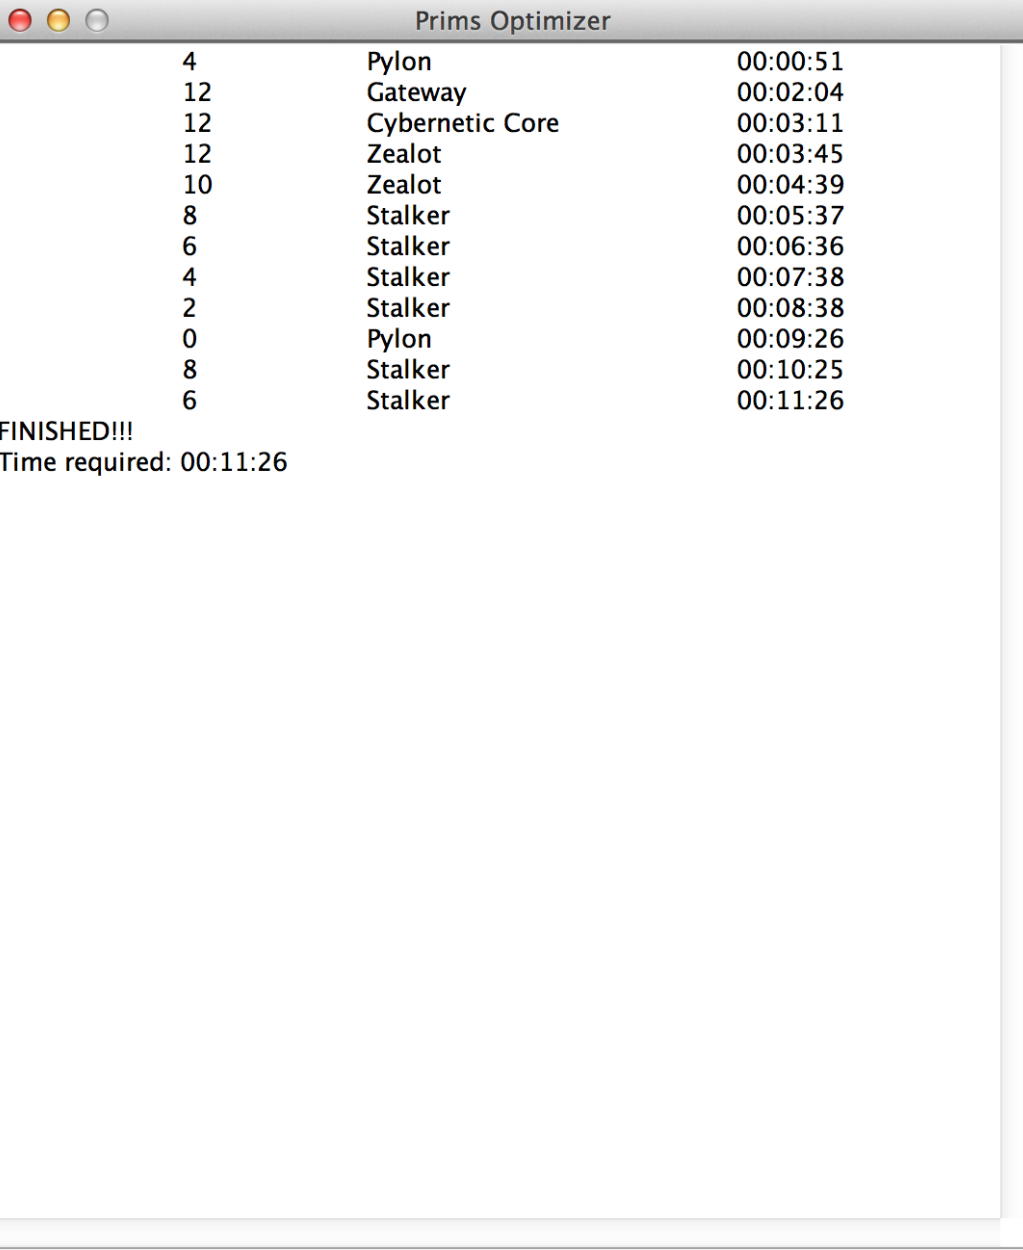 Prims Optimizer
4 Pylon 00:00:51
12 Gateway 00:02:04
12 Cybernetic Core 00:03:11
12 Zealot 00:03:45
10 Zealot 00:04:39
8 Stalker 00:05:37
6 Stalker 00:06:36
4 Stalker 00:07:38
2 Stalker 00:08:38
0 Pylon 00:09:26
8 Stalker 00:10:25
6 Stalker 00:11:26
FINISHED!!!
Time required: 00:11:26